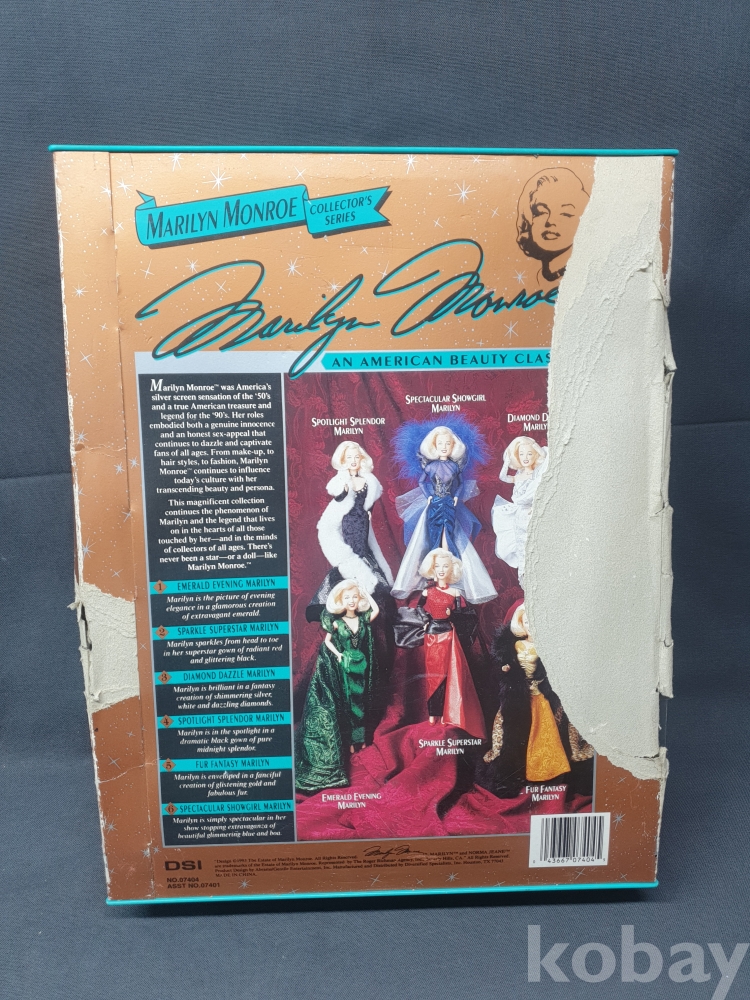 MARILYN MONROE
COLLECTOR'S
SERIES
Marilyn Monroe
AN AMERICAN BEAUTY CLAS
Marilyn Monroe™ was America's
silver screen sensation of the '50's
and a true American treasure and
legend for the '90's. Her roles
embodied both a genuine innocence
and an honest sex-appeal that
continues to dazzle and captivate
fans of all ages. From make-up, to
hair styles, to fashion, Marilyn
Monroe™ continues to influence
today's culture with her
transcending beauty and persona.
This magnificent collection
continues the phenomenon of
Marilyn and the legend that lives
on in the hearts of all those
touched by her—and in the minds
of collectors of all ages. There's
never been a star—or a doll—like
Marilyn Monroe.™
1 EMERALD EVENING MARILYN
Marilyn is the picture of evening
elegance in a glamorous creation
of extravagant emerald.
2 SPARKLE SUPERSTAR MARILYN
Marilyn sparkles from head to toe
in her superstar gown of radiant red
and glittering black.
3 DIAMOND DAZZLE MARILYN
Marilyn is brilliant in a fantasy
creation of shimmering silver,
white and dazzling diamonds.
4 SPOTLIGHT SPLENDOR MARILYN
Marilyn is in the spotlight in a
dramatic black gown of pure
midnight splendor.
5 FUR FANTASY MARILYN
Marilyn is enveloped in a fanciful
creation of glistening gold and
fabulous fur.
6 SPECTACULAR SHOWGIRL MARILYN
Marilyn is simply spectacular in her
show stopping extravaganza of
beautiful glimmering blue and boa.
SPOTLIGHT SPLENDOR
MARILYN
SPECTACULAR SHOWGIRL
MARILYN
DIAMOND D
MARILY
EMERALD EVENING
MARILYN
SPARKLE SUPERSTAR
MARILYN
FUR FANTASY
MARILYN
DSI
NO.07404
ASST NO.07401
43667 07404
kobay